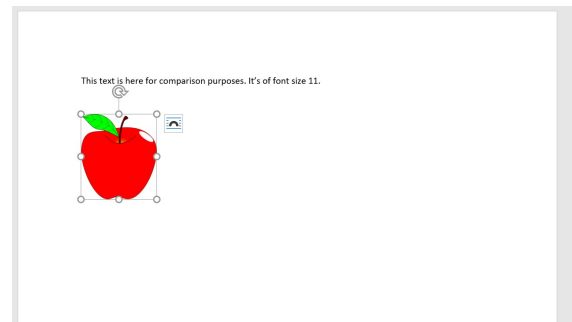 This text is here for comparison purposes. It’s of font size 11.